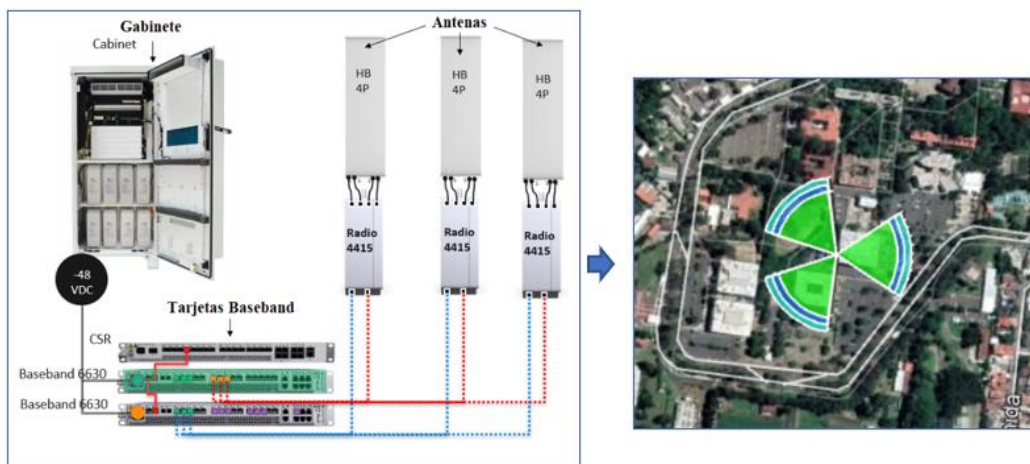 Gabinete
Cabinet
Antenas
HB
4P
HB
4P
HB
4P
Radio
4415
Radio
4415
Radio
4415
-48
VDC
Tarjetas Baseband
CSR
Baseband 6630
Baseband 6630